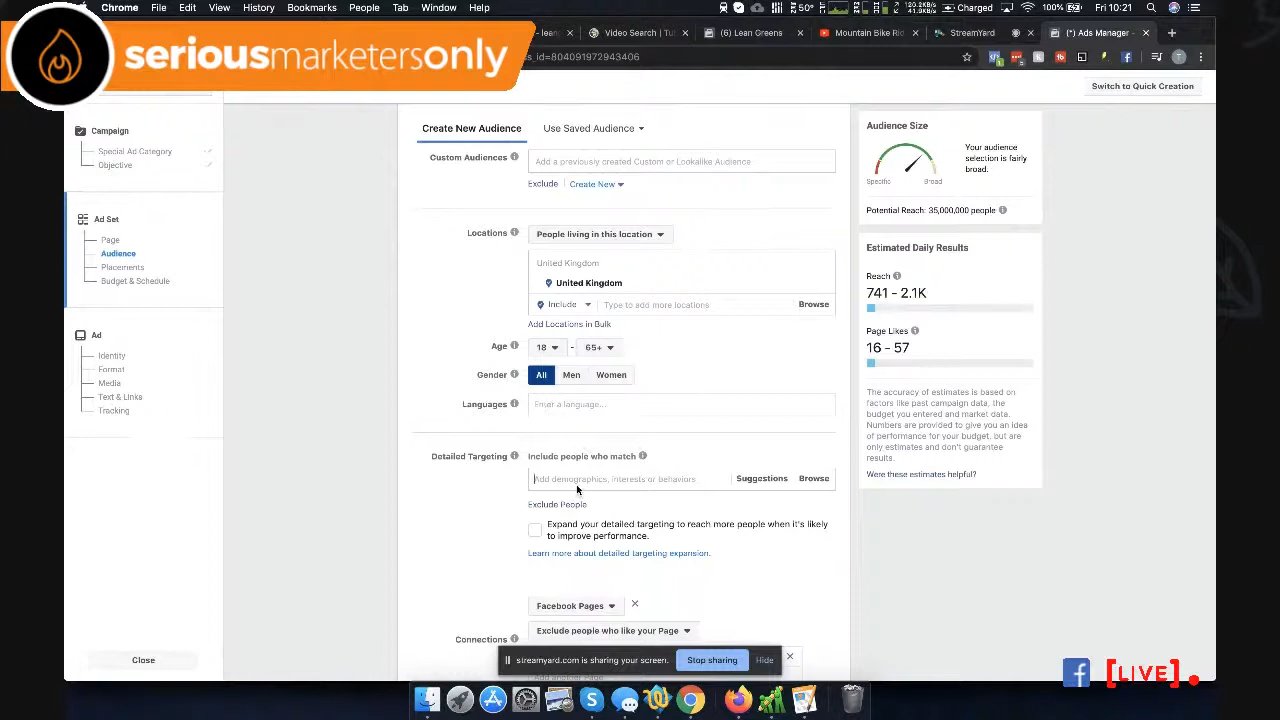 Chrome File Edit View History Bookmarks People Tab Window Help
50% 100% Fri 10:21
Charged
seriousmarketersonly
Video Search | Tu
(6) Lean Greens
Mountain Bike Rid
StreamYard
(*) Ads Manager -
ss_id=804091972943406
Switch to Quick Creation
Campaign
Special Ad Category
Objective
Ad Set
Page
Audience
Placements
Budget & Schedule
Ad
Identity
Format
Media
Text & Links
Tracking
Close
Create New Audience Use Saved Audience
Custom Audiences Add a previously created Custom or Lookalike Audience
Exclude Create New
Locations People living in this location
United Kingdom
United Kingdom
Include Type to add more locations Browse
Add Locations in Bulk
Age 18 - 65+
Gender All Men Women
Languages Enter a language...
Detailed Targeting Include people who match
Add demographics, interests or behaviors Suggestions Browse
Exclude People
Expand your detailed targeting to reach more people when it's likely
to improve performance.
Learn more about detailed targeting expansion.
Facebook Pages
Exclude people who like your Page
Connections
streamyard.com is sharing your screen. Stop sharing Hide
Add another Page
Audience Size
Your audience
selection is fairly
broad.
Specific Broad
Potential Reach: 35,000,000 people
Estimated Daily Results
Reach
741 - 2.1K
Page Likes
16 - 57
The accuracy of estimates is based on
factors like past campaign data, the
budget you entered and market data.
Numbers are provided to give you an idea
of performance for your budget, but are
only estimates and don't guarantee
results.
Were these estimates helpful?
[LIVE]